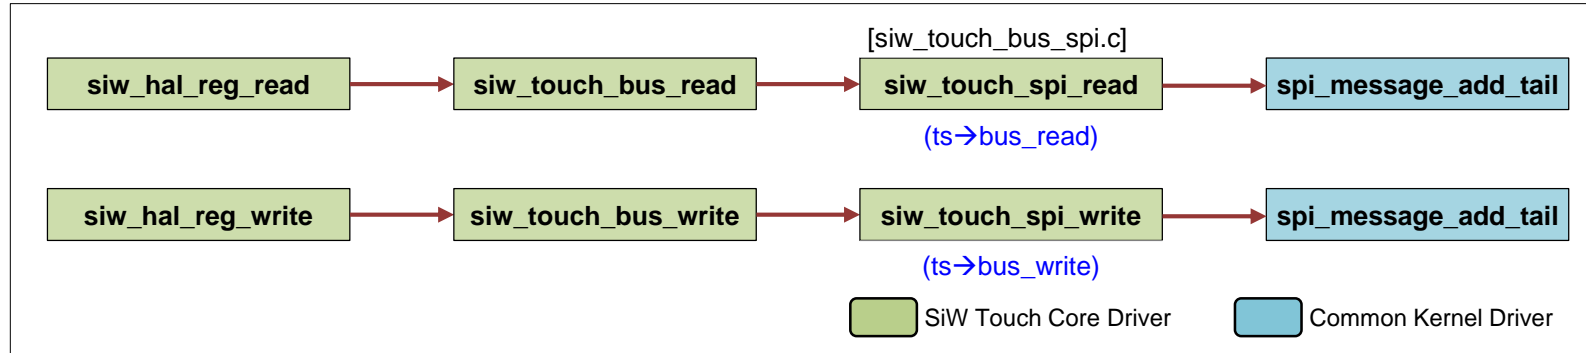 [siw_touch_bus_spi.c]
siw_hal_reg_read siw_touch_bus_read siw_touch_spi_read spi_message_add_tail
(ts→bus_read)
siw_hal_reg_write siw_touch_bus_write siw_touch_spi_write spi_message_add_tail
(ts→bus_write)
SiW Touch Core Driver Common Kernel Driver